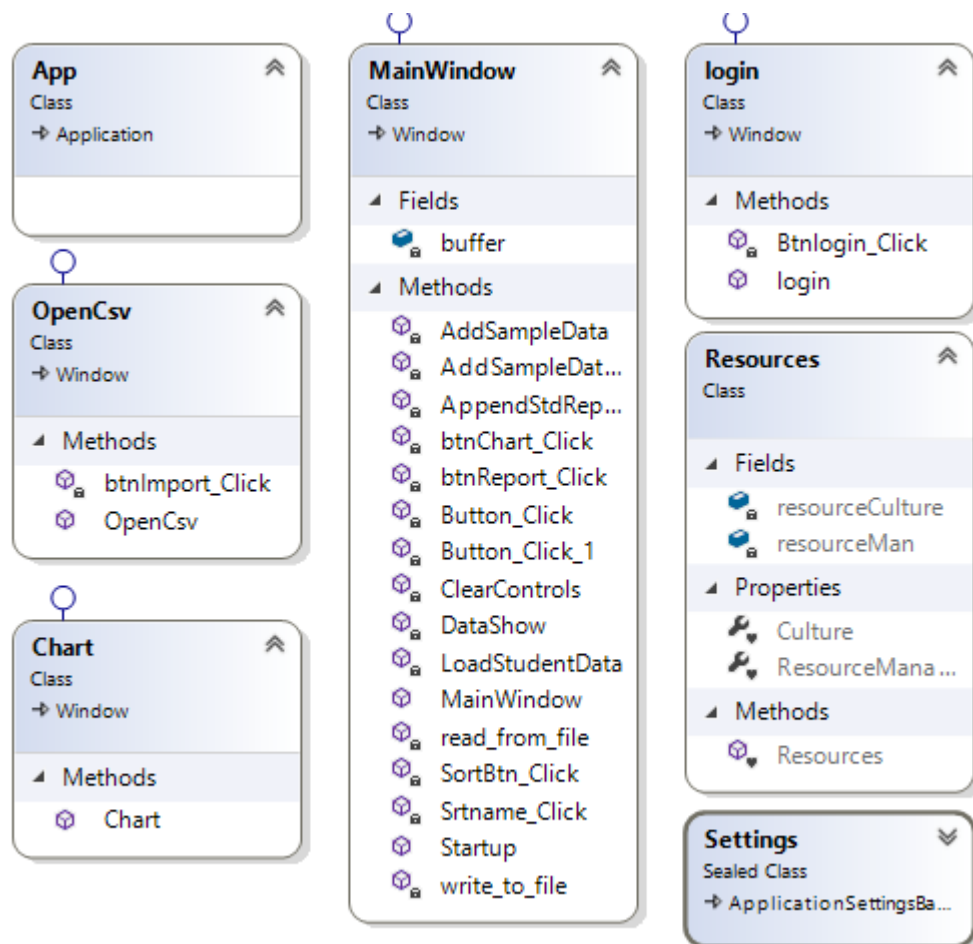 App
Class
Application
OpenCsv
Class
Window
Methods
btnImport_Click
OpenCsv
Chart
Class
Window
Methods
Chart
MainWindow
Class
Window
Fields
buffer
Methods
AddSampleData
AddSampleDat...
AppendStdRep...
btnChart_Click
btnReport_Click
Button_Click
Button_Click_1
ClearControls
DataShow
LoadStudentData
MainWindow
read_from_file
SortBtn_Click
Srtname_Click
Startup
write_to_file
login
Class
Window
Methods
Btnlogin_Click
login
Resources
Class
Fields
resourceCulture
resourceMan
Properties
Culture
ResourceMana...
Methods
Resources
Settings
Sealed Class
ApplicationSettingsBa...